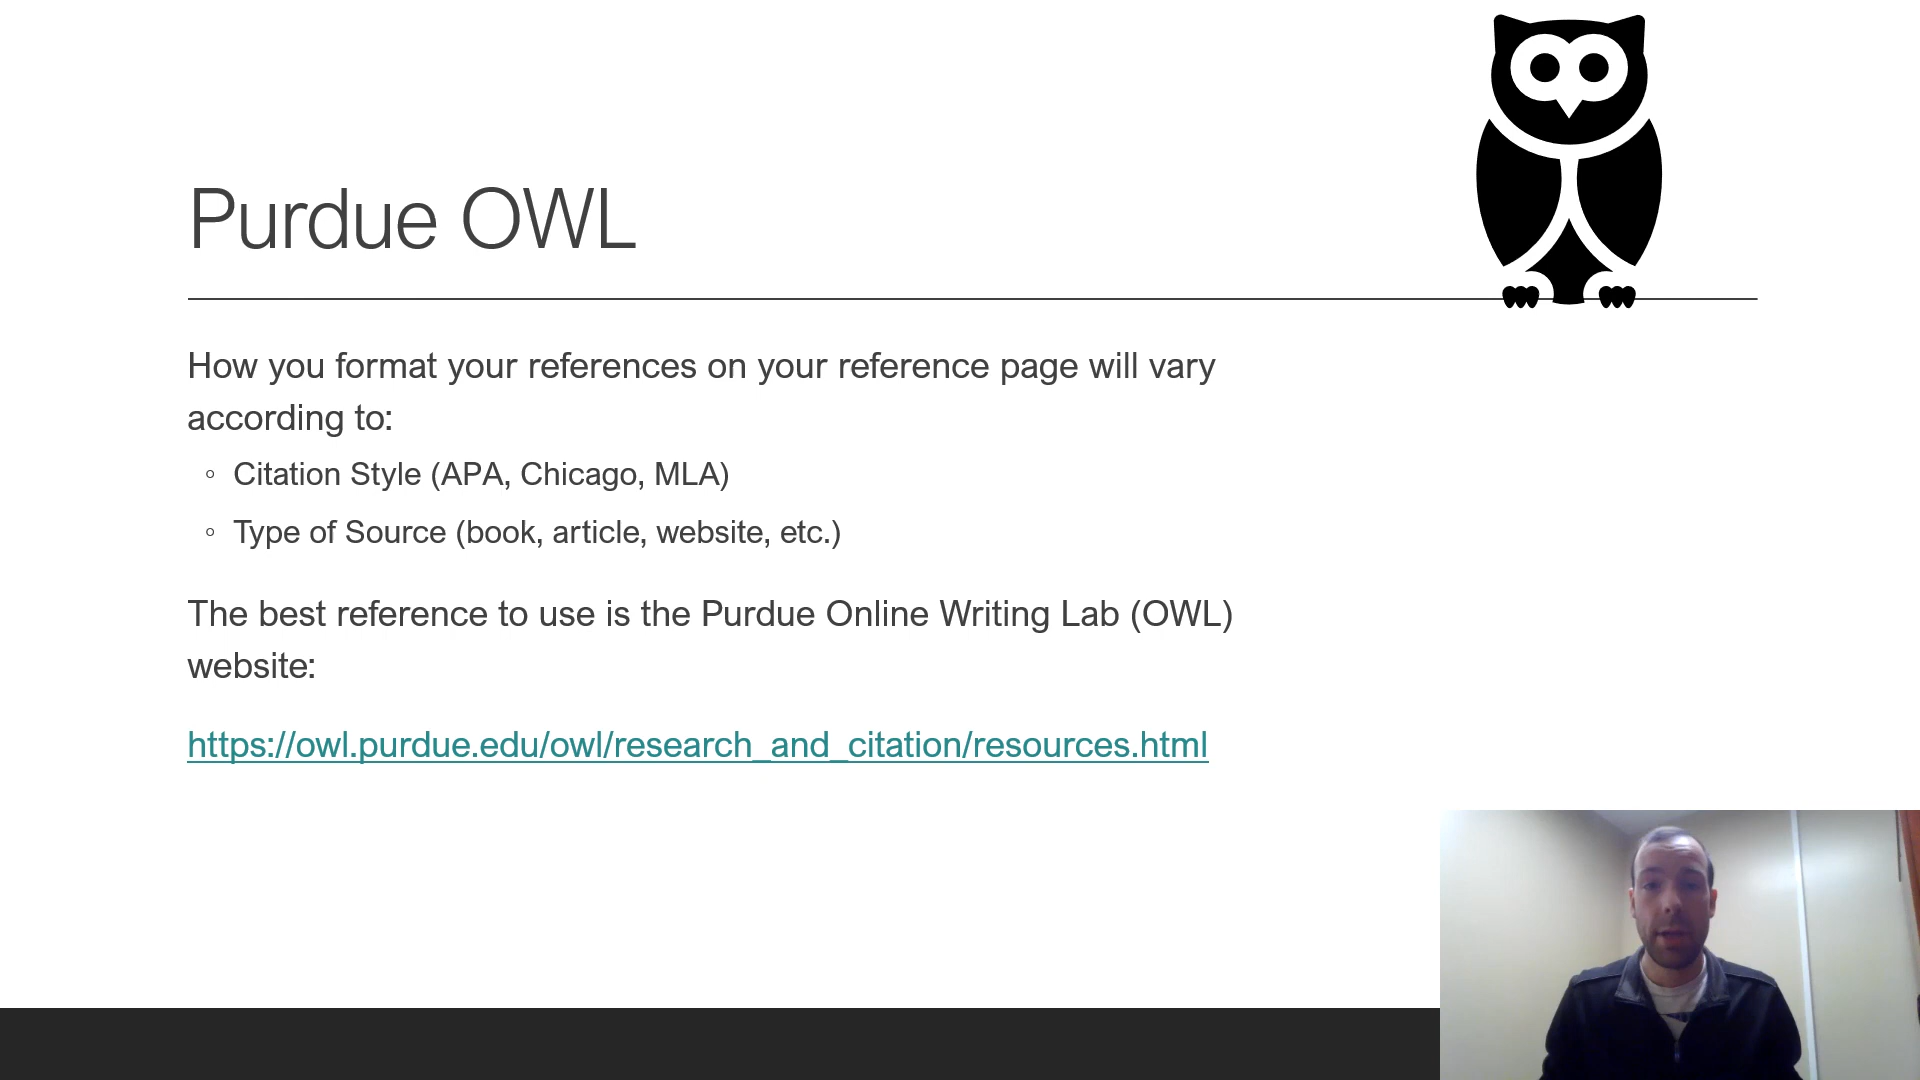 Purdue OWL
How you format your references on your reference page will vary
according to:
◦ Citation Style (APA, Chicago, MLA)
◦ Type of Source (book, article, website, etc.)
The best reference to use is the Purdue Online Writing Lab (OWL)
website:
https://owl.purdue.edu/owl/research_and_citation/resources.html